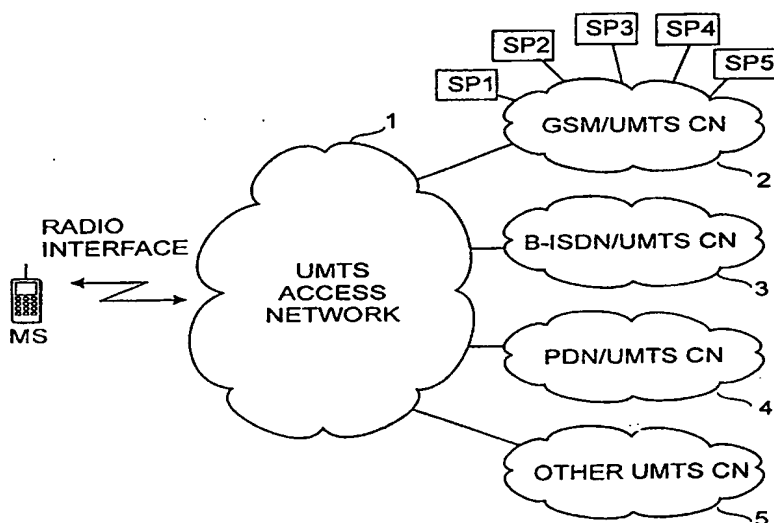 SP1
SP2
SP3
SP4
SP5
1
GSM/UMTS CN
2
RADIO
INTERFACE
MS
UMTS
ACCESS
NETWORK
B-ISDN/UMTS CN
3
PDN/UMTS CN
4
OTHER UMTS CN
5